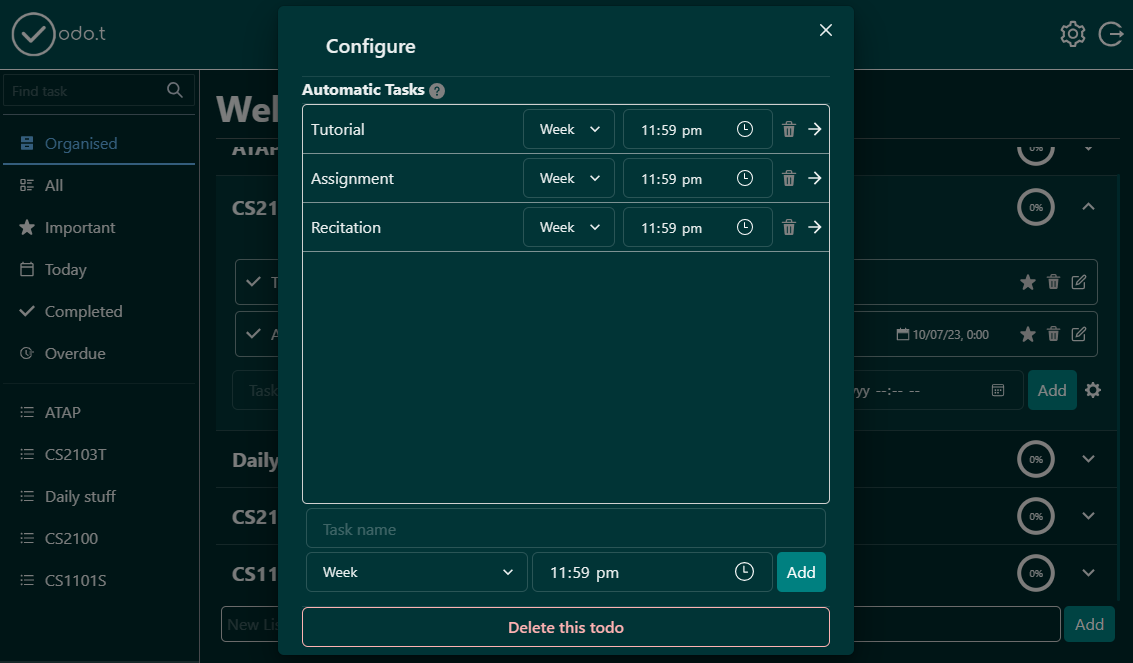 odo.t
Find task
Organised
All
Important
Today
Completed
Overdue
ATAP
CS2103T
Daily stuff
CS2100
CS1101S
Wel
ATAP
0%
CS21
0%
T
A
10/07/23, 0:00
Task
yyy --:-- --
Add
Daily
0%
CS21
0%
CS11
0%
New Lis
Add
Configure
Automatic Tasks ?
Tutorial Week 11:59 pm
Assignment Week 11:59 pm
Recitation Week 11:59 pm
Task name
Week 11:59 pm Add
Delete this todo